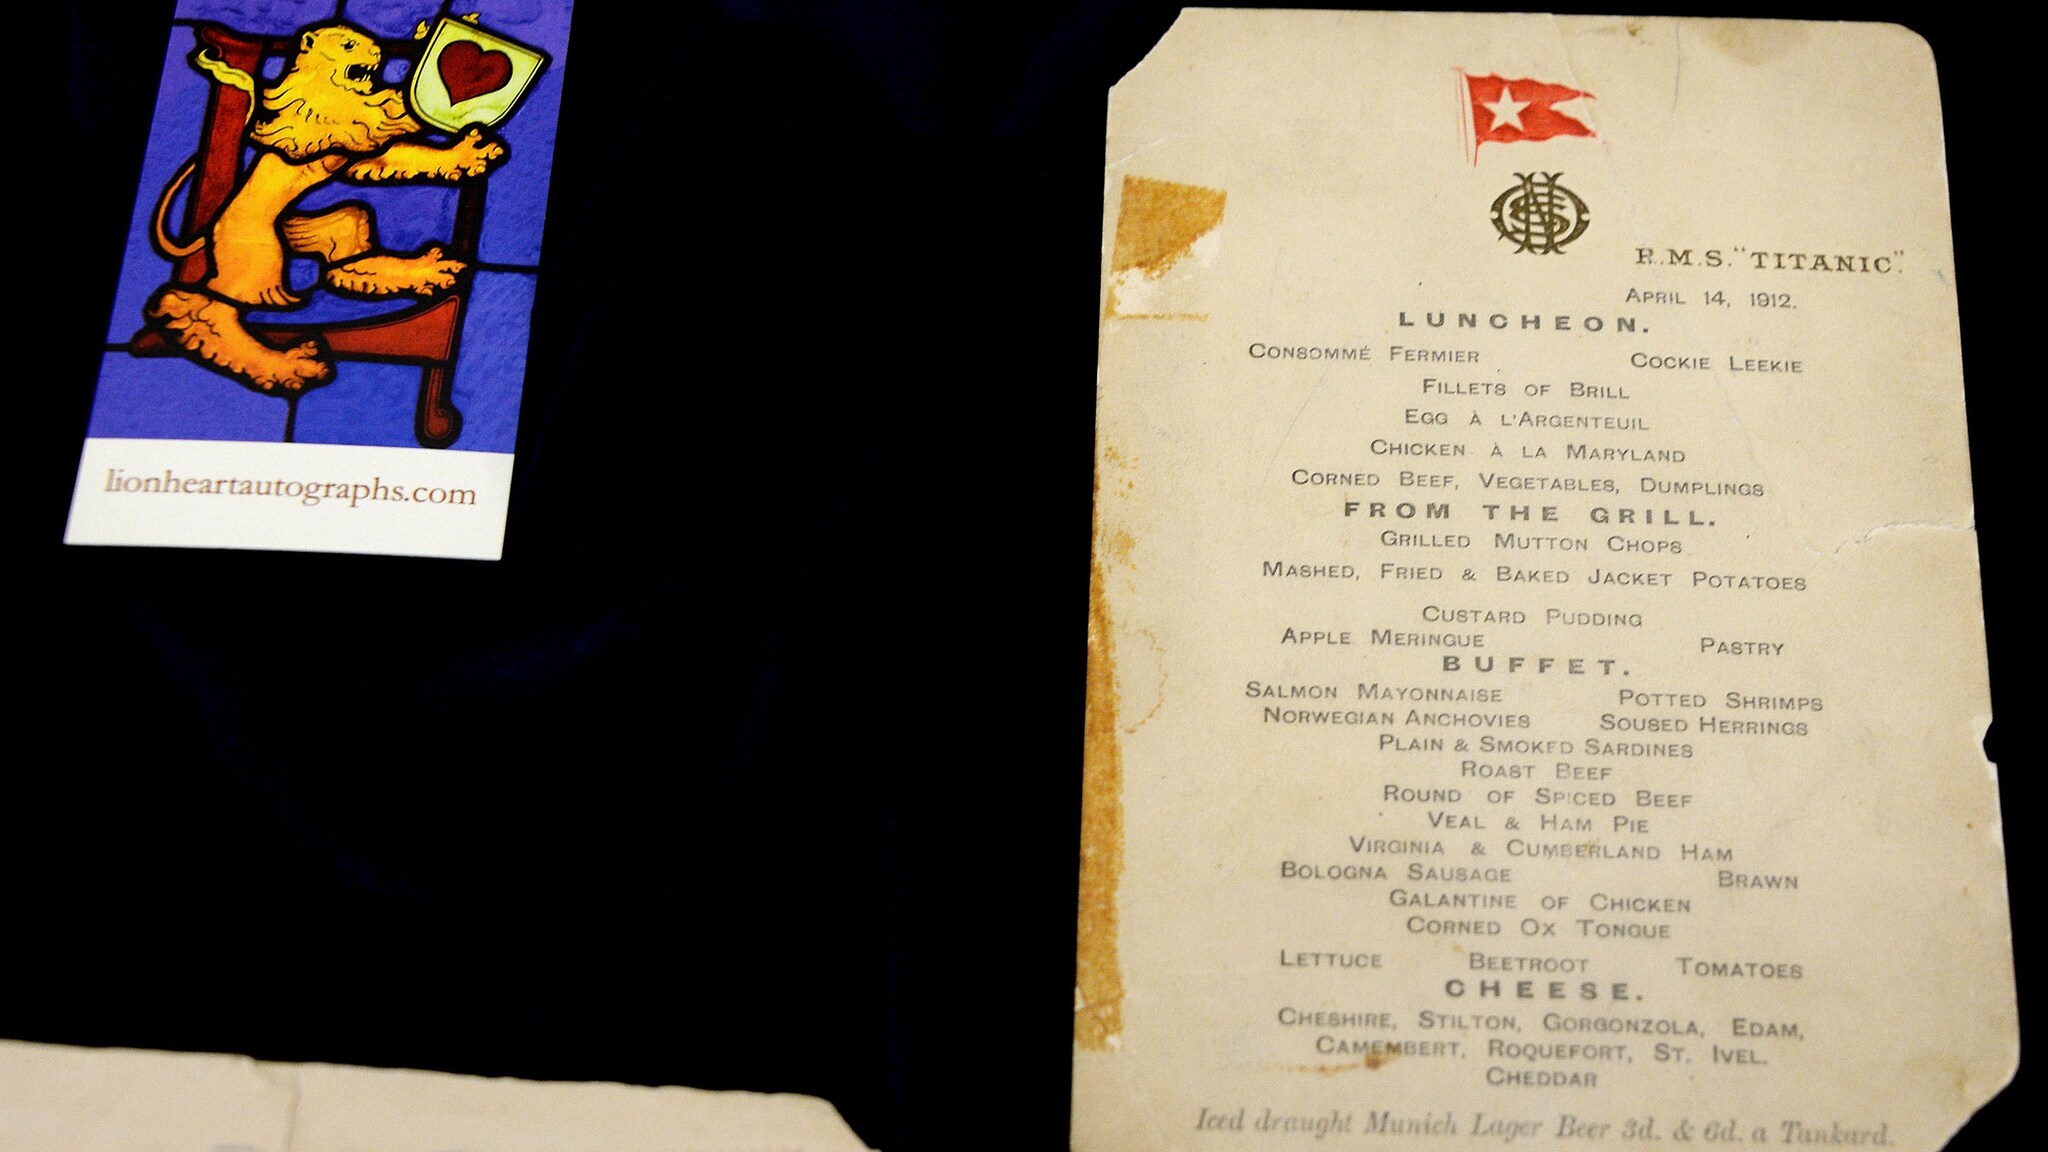 lionheartautographs.com
R.M.S. "TITANIC".
APRIL 14, 1912.
LUNCHEON.
CONSOMMÉ FERMIER COCKIE LEEKIE
FILLETS OF BRILL
EGG À L'ARGENTEUIL
CHICKEN À LA MARYLAND
CORNED BEEF, VEGETABLES, DUMPLINGS
FROM THE GRILL.
GRILLED MUTTON CHOPS
MASHED, FRIED & BAKED JACKET POTATOES
CUSTARD PUDDING
APPLE MERINGUE PASTRY
BUFFET.
SALMON MAYONNAISE POTTED SHRIMPS
NORWEGIAN ANCHOVIES SOUSED HERRINGS
PLAIN & SMOKED SARDINES
ROAST BEEF
ROUND OF SPICED BEEF
VEAL & HAM PIE
VIRGINIA & CUMBERLAND HAM
BOLOGNA SAUSAGE BRAWN
GALANTINE OF CHICKEN
CORNED OX TONGUE
LETTUCE BEETROOT TOMATOES
CHEESE.
CHESHIRE, STILTON, GORGONZOLA, EDAM,
CAMEMBERT, ROQUEFORT, ST. IVEL.
CHEDDAR
Iced draught Munich Lager Beer 3d. & 6d. a Tankard.